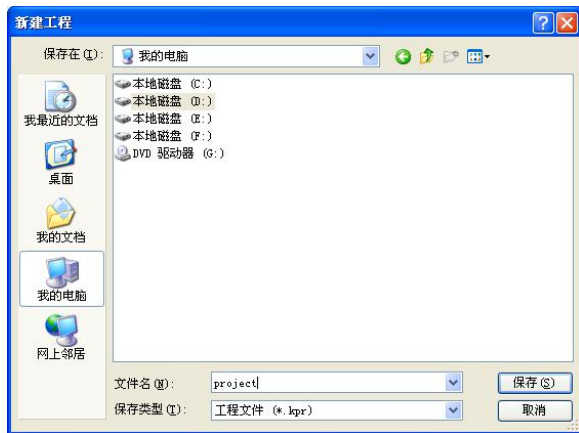 新建工程
保存在(I):
我的电脑
我最近的文档
桌面
我的文档
我的电脑
网上邻居
本地磁盘 (C:)
本地磁盘 (D:)
本地磁盘 (E:)
本地磁盘 (F:)
DVD 驱动器 (G:)
文件名(N):
project
保存(S)
保存类型(T):
工程文件 (*.kpr)
取消